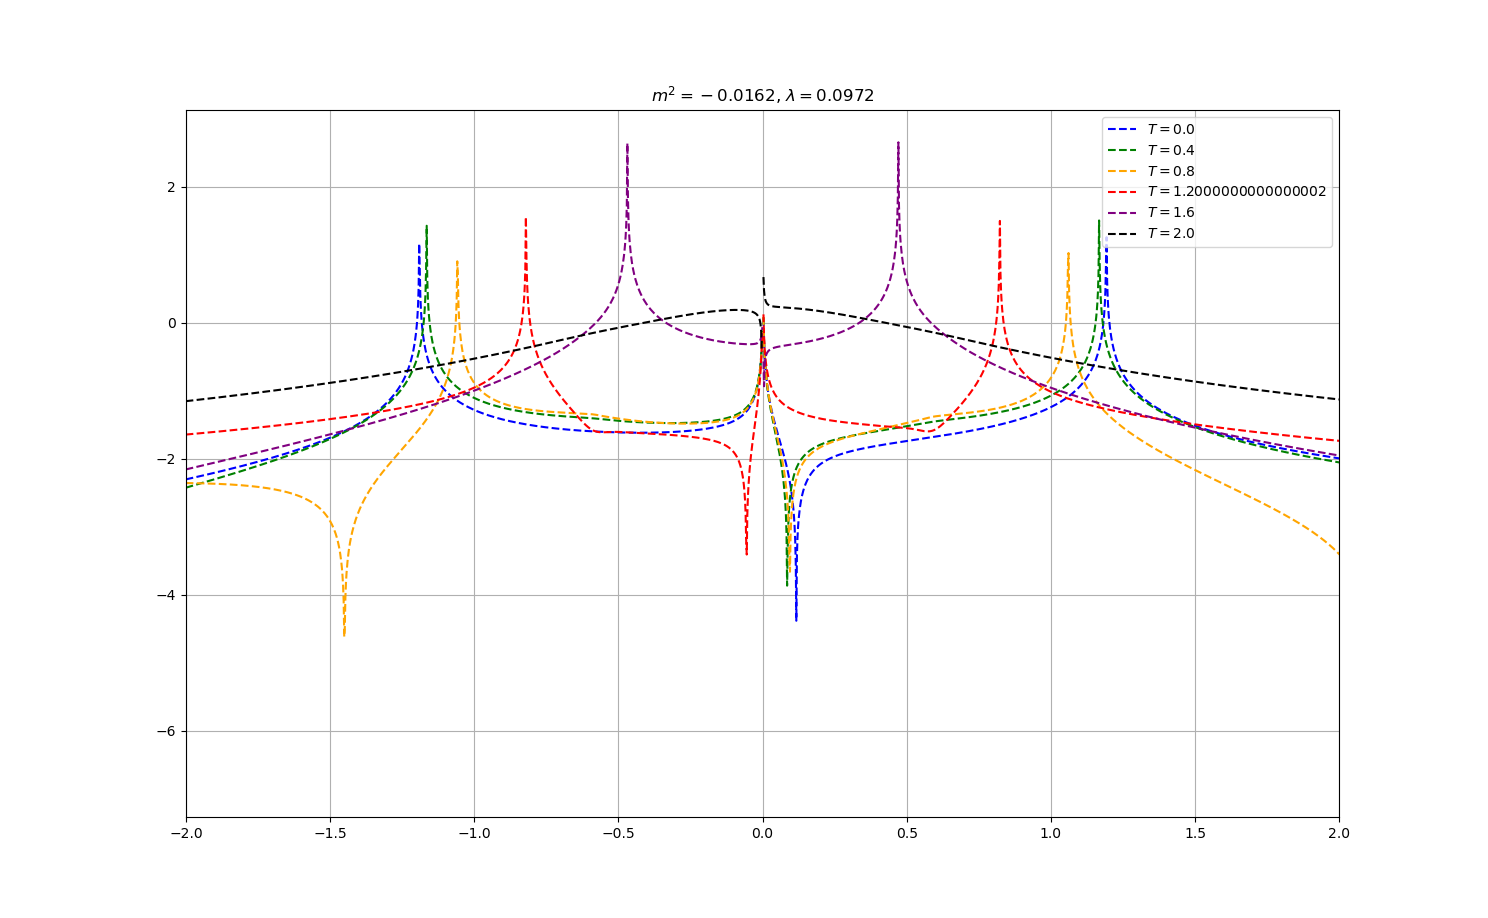 m² = −0.0162, λ = 0.0972
T = 0.0
T = 0.4
T = 0.8
T = 1.2000000000000002
T = 1.6
T = 2.0
2
0
−2
−4
−6
−2.0 −1.5 −1.0 −0.5 0.0 0.5 1.0 1.5 2.0